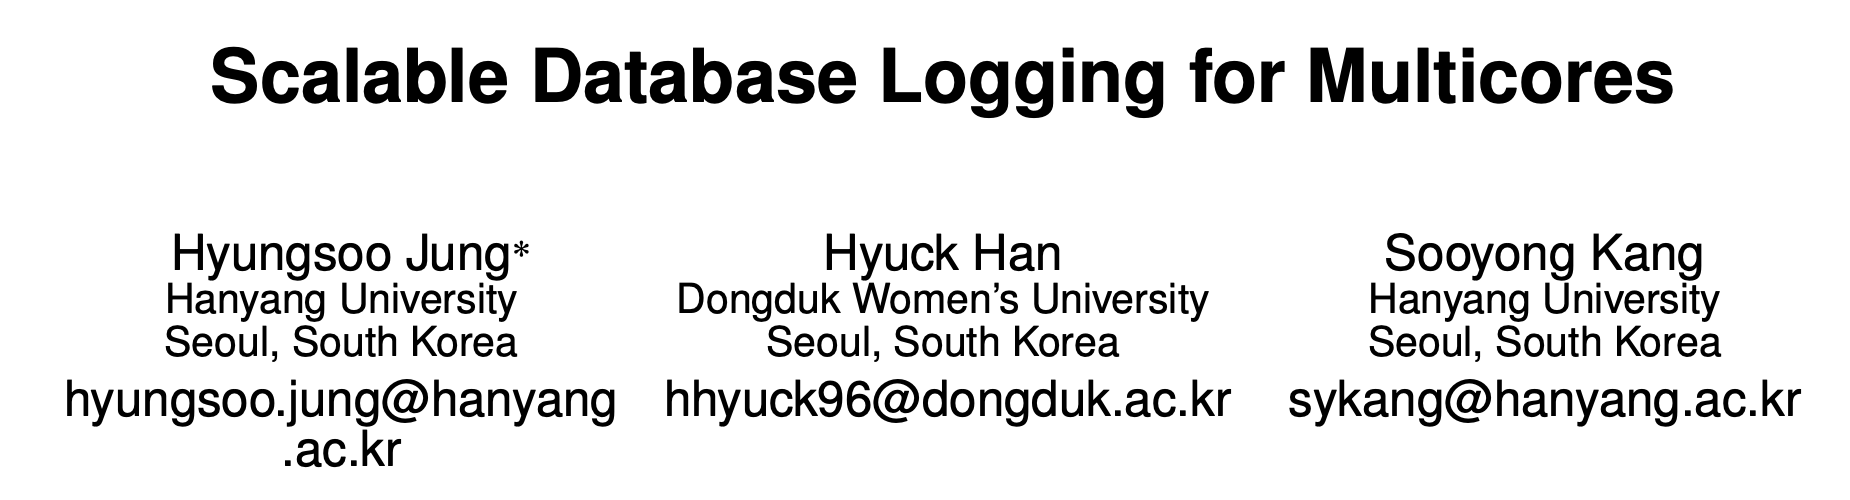 Scalable Database Logging for Multicores
Hyungsoo Jung*
Hanyang University
Seoul, South Korea
hyungsoo.jung@hanyang
.ac.kr
Hyuck Han
Dongduk Women's University
Seoul, South Korea
hhyuck96@dongduk.ac.kr
Sooyong Kang
Hanyang University
Seoul, South Korea
sykang@hanyang.ac.kr